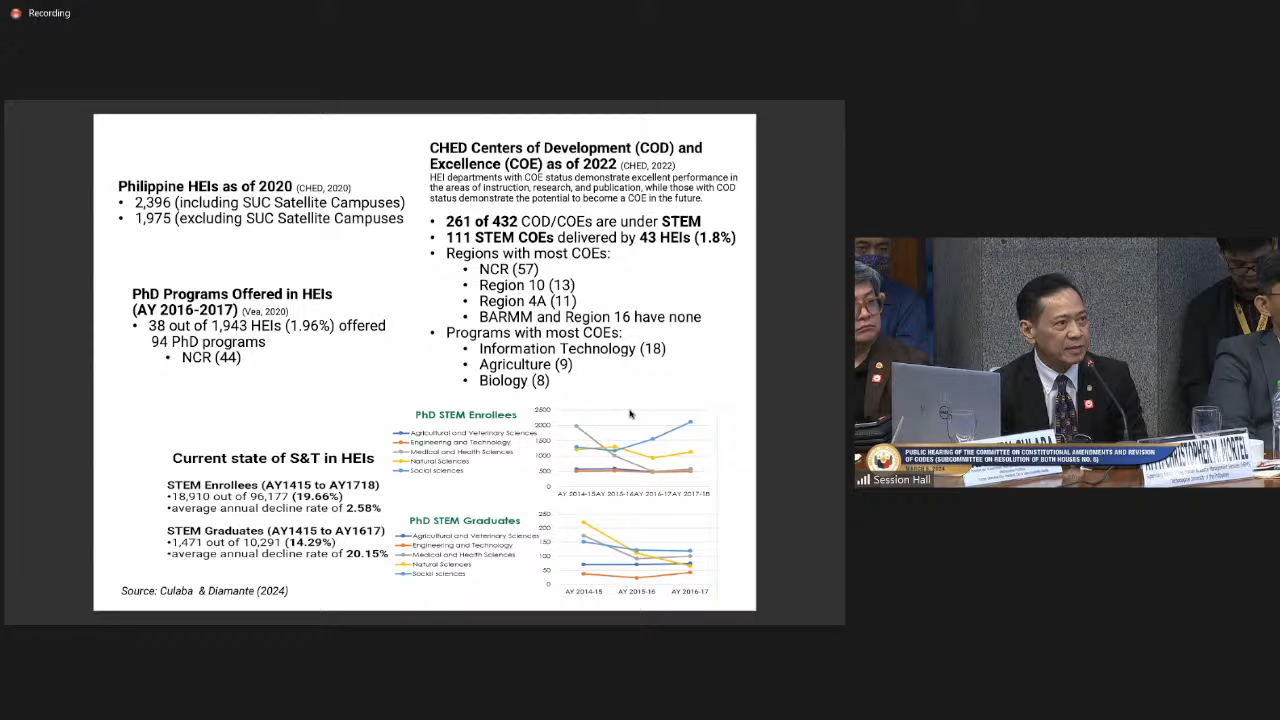 Recording
Philippine HEIs as of 2020 (CHED, 2020)
• 2,396 (including SUC Satellite Campuses)
• 1,975 (excluding SUC Satellite Campuses
PhD Programs Offered in HEIs
(AY 2016-2017) (Vea, 2020)
• 38 out of 1,943 HEIs (1.96%) offered
94 PhD programs
• NCR (44)
CHED Centers of Development (COD) and
Excellence (COE) as of 2022 (CHED, 2022)
HEI departments with COE status demonstrate excellent performance in
the areas of instruction, research, and publication, while those with COD
status demonstrate the potential to become a COE in the future.
• 261 of 432 COD/COEs are under STEM
• 111 STEM COEs delivered by 43 HEIs (1.8%)
• Regions with most COEs:
• NCR (57)
• Region 10 (13)
• Region 4A (11)
• BARMM and Region 16 have none
• Programs with most COEs:
• Information Technology (18)
• Agriculture (9)
• Biology (8)
Current state of S&T in HEIs
STEM Enrollees (AY1415 to AY1718)
•18,910 out of 96,177 (19.66%)
•average annual decline rate of 2.58%
STEM Graduates (AY1415 to AY1617)
•1,471 out of 10,291 (14.29%)
•average annual decline rate of 20.15%
PhD STEM Enrollees
Agricultural and Veterinary Sciences
Engineering and Technology
Medical and Health Sciences
Natural Sciences
Social sciences
2500
2000
1500
1000
500
0
AY 2014-15 AY 2015-16 AY 2016-17 AY 2017-18
PhD STEM Graduates
Agricultural and Veterinary Sciences
Engineering and Technology
Medical and Health Sciences
Natural Sciences
Social sciences
250
200
150
100
50
0
AY 2014-15 AY 2015-16 AY 2016-17
Source: Culaba & Diamante (2024)
PUBLIC HEARING OF THE COMMITTEE ON CONSTITUTIONAL AMENDMENTS AND REVISION
OF CODES (SUBCOMMITTEE ON RESOLUTION OF BOTH HOUSES NO. 6)
Session Hall